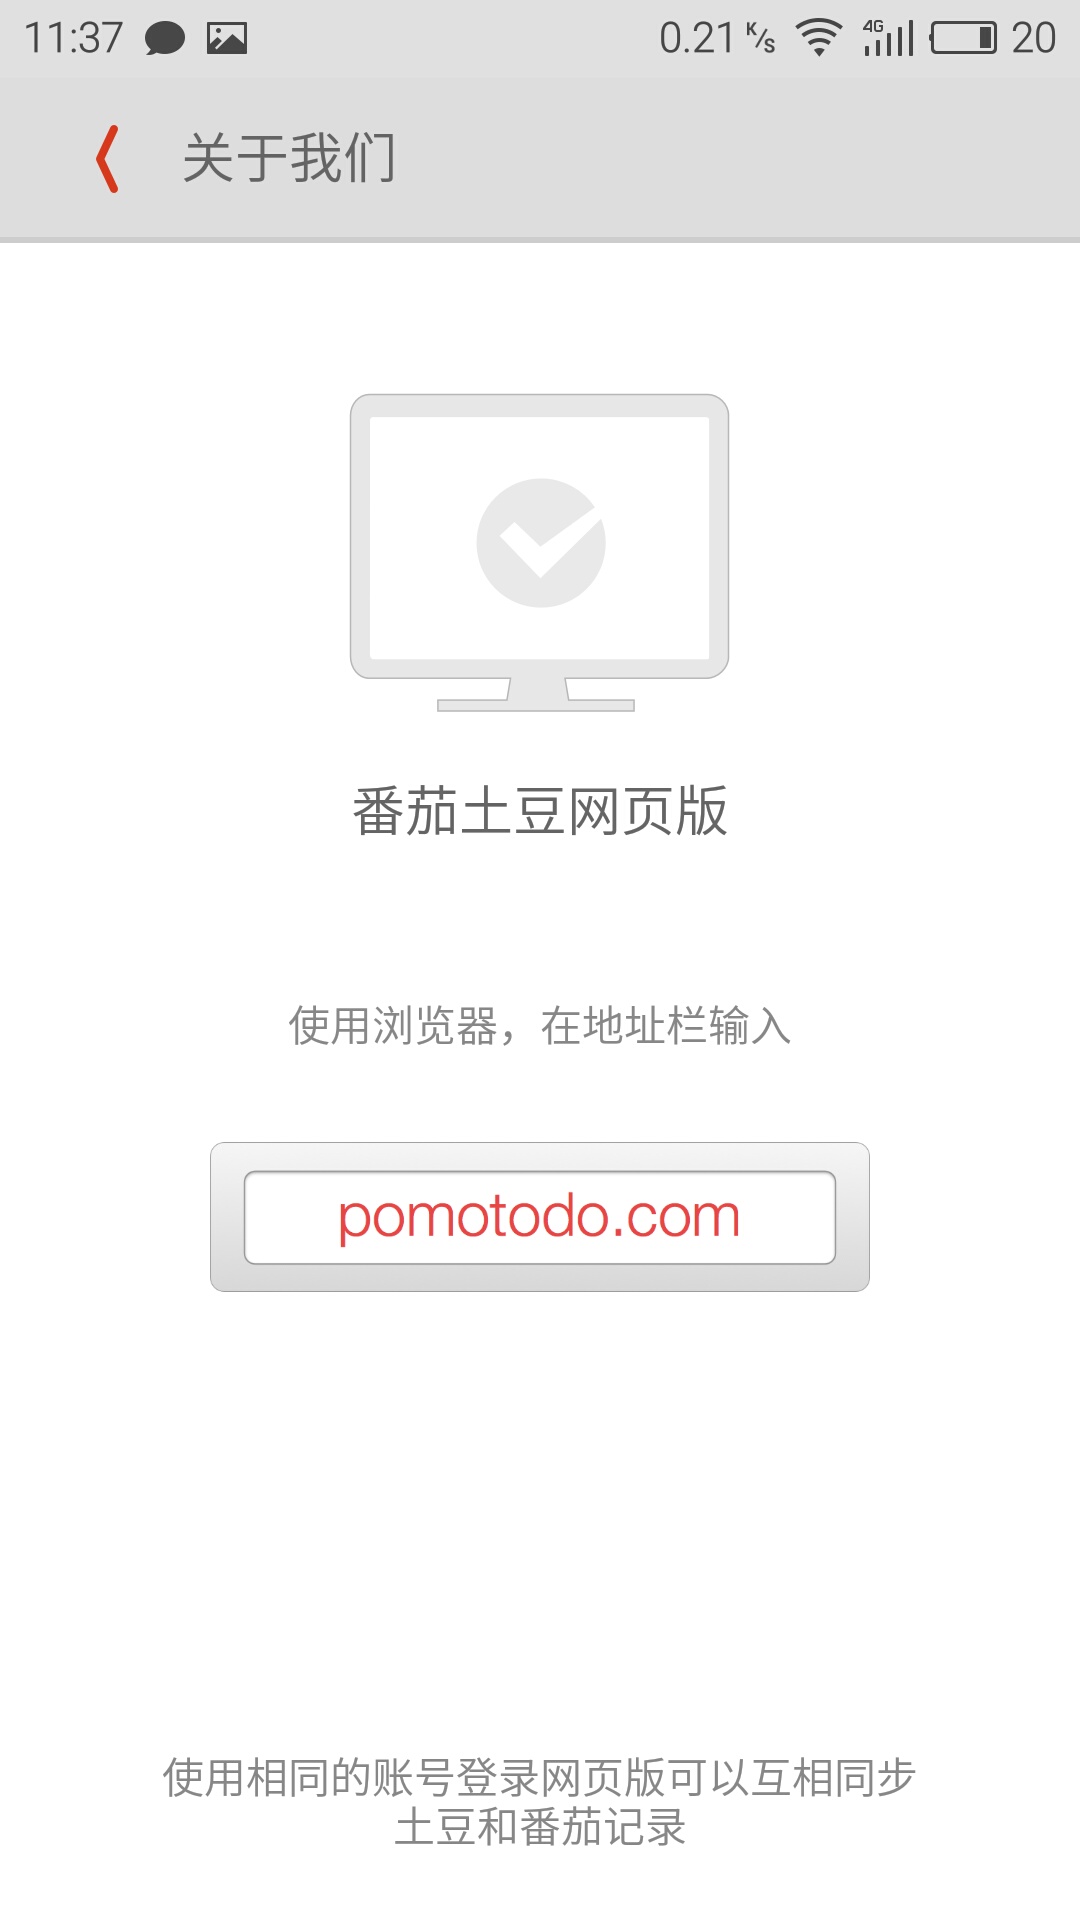 11:37 0.21 K/s 4G 20
关于我们
番茄土豆网页版
使用浏览器，在地址栏输入
pomotodo.com
使用相同的账号登录网页版可以互相同步
土豆和番茄记录